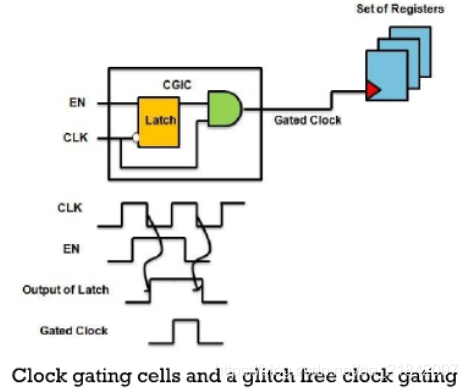 Set of Registers
CGIC
EN
Latch
CLK
Gated Clock
CLK
EN
Output of Latch
Gated Clock
Clock gating cells and a glitch free clock gating